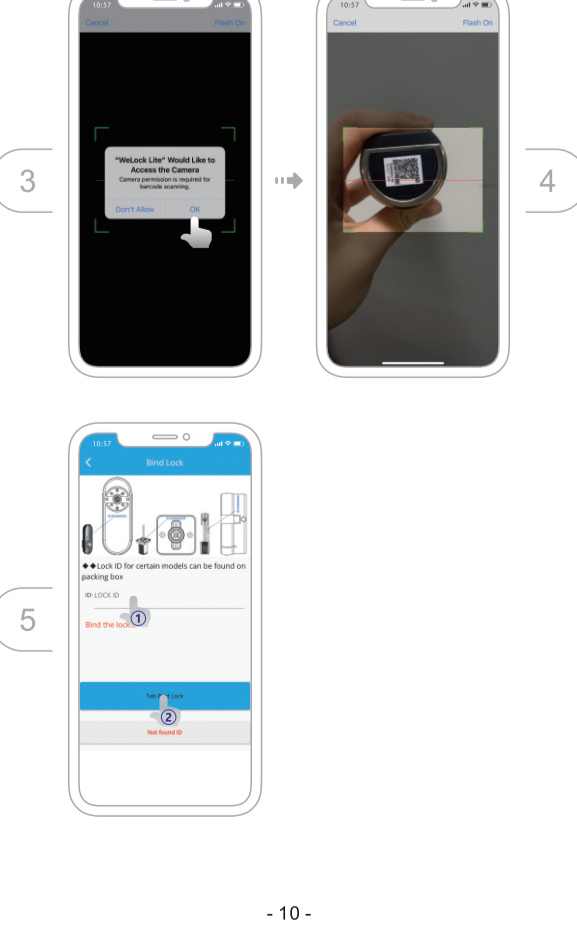 10:57
Cancel Flash On
"WeLock Lite" Would Like to
Access the Camera
Camera permission is required for
barcode scanning.
Don't Allow OK
3
10:57
Cancel Flash On
4
10:57
Bind Lock
◆◆Lock ID for certain models can be found on
packing box
ID: LOCK ID
1
Bind the lock
5
Lock
2
Not found ID
- 10 -